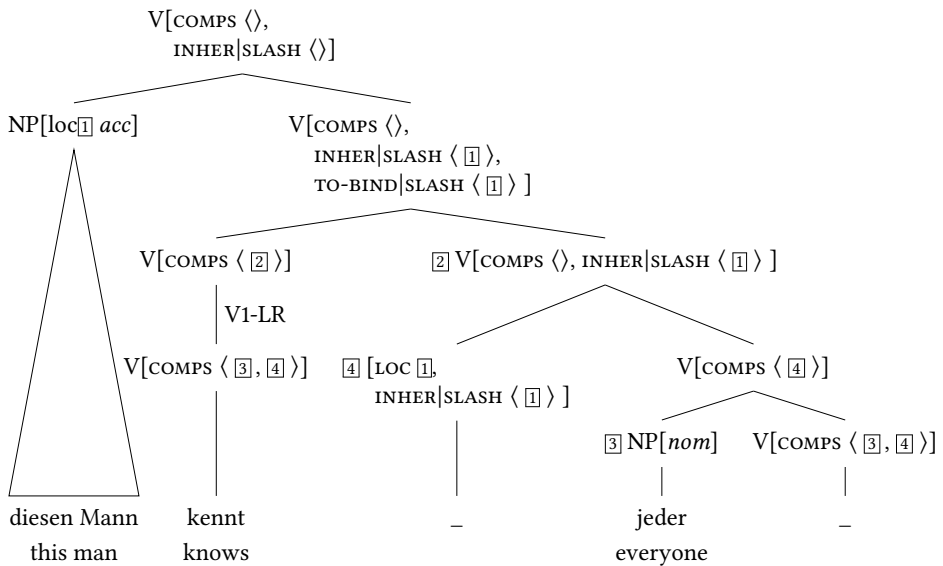 V[COMPS ⟨⟩,
INHER|SLASH ⟨⟩]
NP[loc 1 acc]
V[COMPS ⟨⟩,
INHER|SLASH ⟨ 1 ⟩,
TO-BIND|SLASH ⟨ 1 ⟩ ]
V[COMPS ⟨ 2 ⟩]
2 V[COMPS ⟨⟩, INHER|SLASH ⟨ 1 ⟩ ]
V1-LR
V[COMPS ⟨ 3 , 4 ⟩]
4 [LOC 1 ,
INHER|SLASH ⟨ 1 ⟩ ]
V[COMPS ⟨ 4 ⟩]
3 NP[nom]
V[COMPS ⟨ 3 , 4 ⟩]
diesen Mann kennt _ jeder _
this man knows everyone